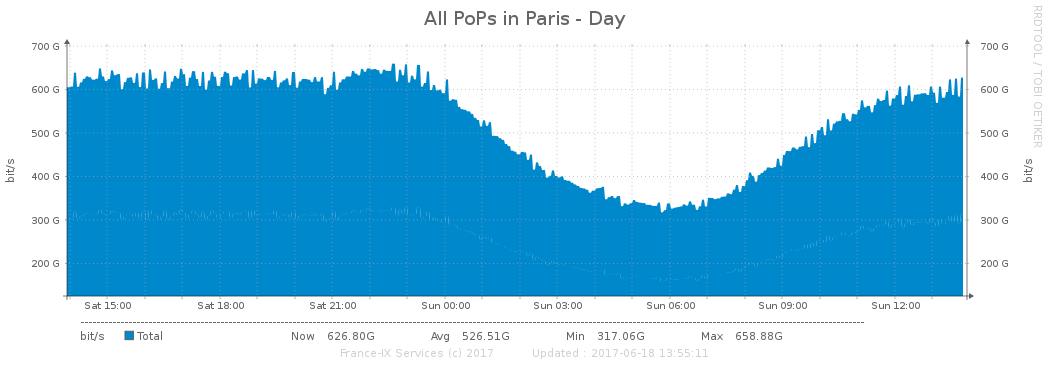 All PoPs in Paris - Day
RRDTOOL / TOBI OETIKER
700 G 700 G
600 G 600 G
500 G 500 G
400 G 400 G
300 G 300 G
200 G 200 G
bit/s bit/s
Sat 15:00 Sat 18:00 Sat 21:00 Sun 00:00 Sun 03:00 Sun 06:00 Sun 09:00 Sun 12:00
bit/s Total Now 626.80G Avg 526.51G Min 317.06G Max 658.88G
France-IX Services (c) 2017 Updated : 2017-06-18 13:55:11